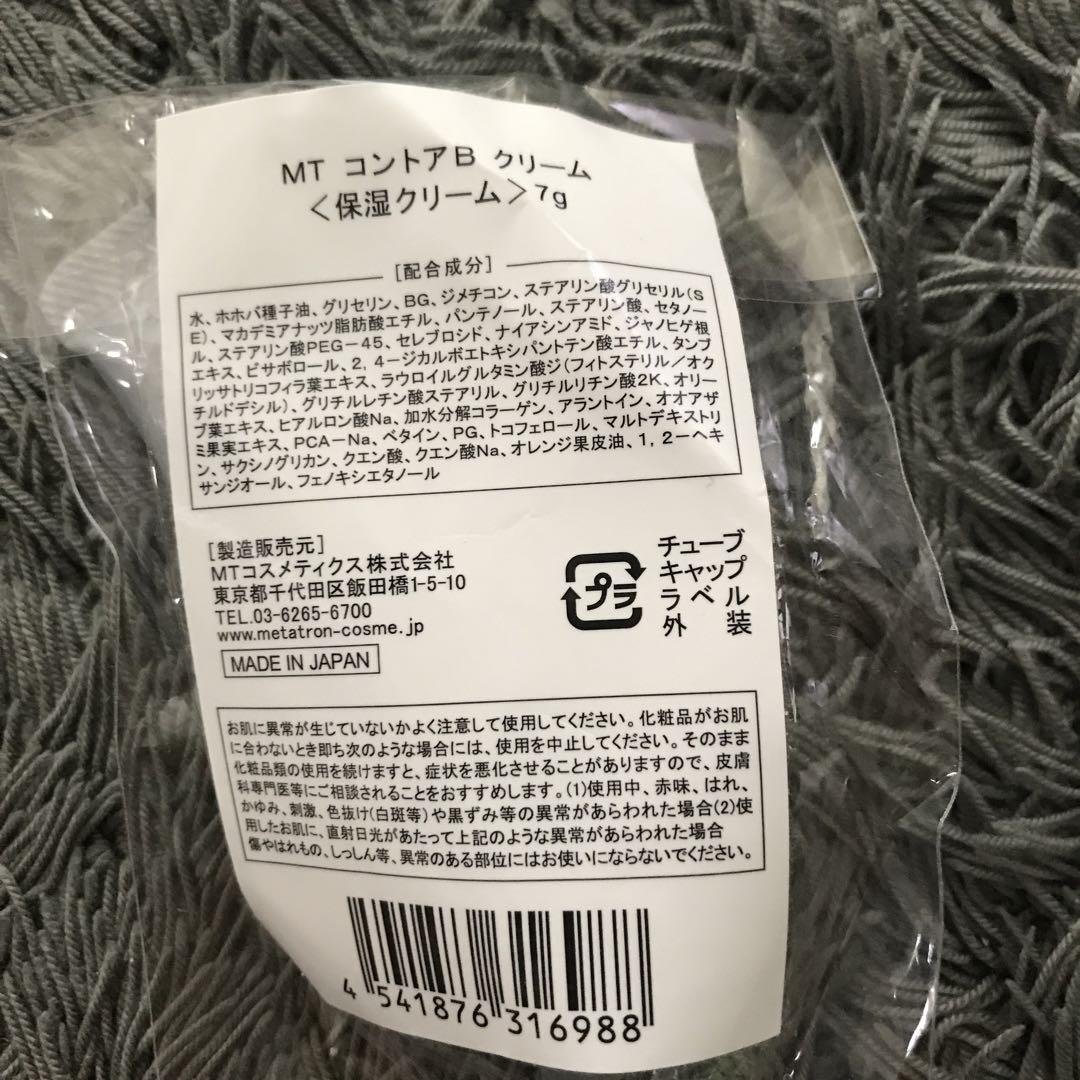 MT コントアB クリーム
＜保湿クリーム＞7g
[配合成分]
水、ホホバ種子油、グリセリン、BG、ジメチコン、ステアリン酸グリセリル(S
E)、マカデミアナッツ脂肪酸エチル、パンテノール、ステアリン酸、セタノー
ル、ステアリン酸PEG－45、セレブロシド、ナイアシンアミド、ジャノヒゲ根
エキス、ビサボロール、2，4－ジカルボエトキシパントテン酸エチル、タンブ
リッサトリコフィラ葉エキス、ラウロイルグルタミン酸ジ(フィトステリル／オク
チルドデシル)、グリチルレチン酸ステアリル、グリチルリチン酸2K、オリー
ブ葉エキス、ヒアルロン酸Na、加水分解コラーゲン、アラントイン、オオアザ
ミ果実エキス、PCA－Na、ベタイン、PG、トコフェロール、マルトデキストリ
ン、サクシノグリカン、クエン酸、クエン酸Na、オレンジ果皮油、1，2－ヘキ
サンジオール、フェノキシエタノール
[製造販売元]
MTコスメティクス株式会社
東京都千代田区飯田橋1-5-10
TEL.03-6265-6700
www.metatron-cosme.jp
MADE IN JAPAN
プラ
チューブ
キャップ
ラベル
外装
お肌に異常が生じていないかよく注意して使用してください。化粧品がお肌
に合わないとき即ち次のような場合には、使用を中止してください。そのまま
化粧品類の使用を続けますと、症状を悪化させることがありますので、皮膚
科専門医等にご相談されることをおすすめします。(1)使用中、赤味、はれ、
かゆみ、刺激、色抜け(白斑等)や黒ずみ等の異常があらわれた場合(2)使
用したお肌に、直射日光があたって上記のような異常があらわれた場合
傷やはれもの、しっしん等、異常のある部位にはお使いにならないでください。
4 541876 316988